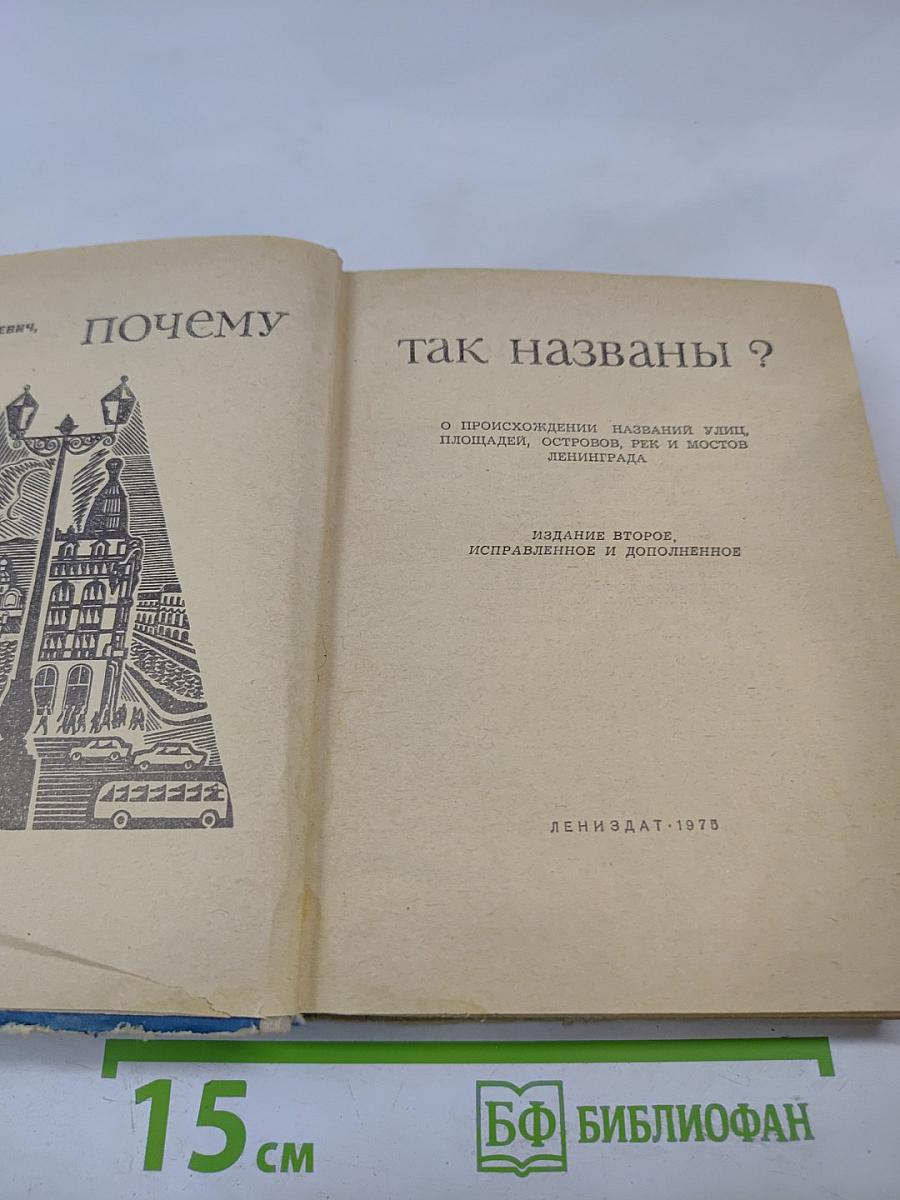 ЕВИЧ,
ПОЧЕМУ
ТАК НАЗВАНЫ?
О ПРОИСХОЖДЕНИИ НАЗВАНИЙ УЛИЦ,
ПЛОЩАДЕЙ, ОСТРОВОВ, РЕК И МОСТОВ
ЛЕНИНГРАДА
ИЗДАНИЕ ВТОРОЕ,
ИСПРАВЛЕННОЕ И ДОПОЛНЕННОЕ
ЛЕНИЗДАТ·1975
15 см
БФ БИБЛИОФАН